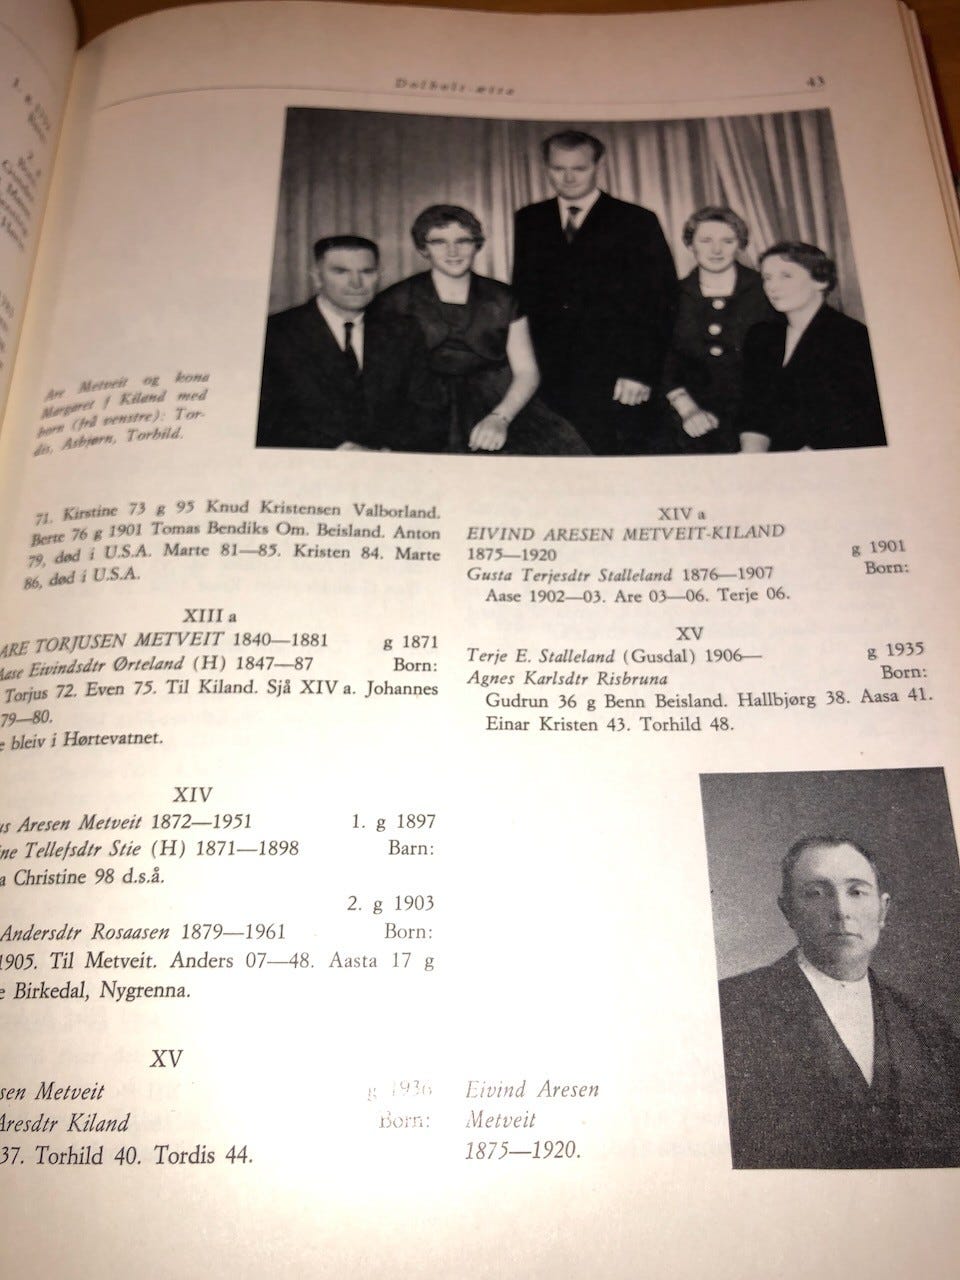 Dolholt-ætta
43
Are Metveit og kona
Margaret f Kiland med
born (frå venstre): Tor-
dis, Asbjørn, Torhild.
71. Kirstine 73 g 95 Knud Kristensen Valborland.
Berte 76 g 1901 Tomas Bendiks Om. Beisland. Anton
79, død i U.S.A. Marte 81—85. Kristen 84. Marte
86, død i U.S.A.
XIII a
ARE TORJUSEN METVEIT 1840—1881 g 1871
Aase Eivindsdtr Ørteland (H) 1847—87 Born:
Torjus 72. Even 75. Til Kiland. Sjå XIV a. Johannes
79—80.
e bleiv i Hørtevatnet.
XIV
us Aresen Metveit 1872—1951 1. g 1897
ne Tellefsdtr Stie (H) 1871—1898 Barn:
a Christine 98 d.s.å.
2. g 1903
Andersdtr Rosaasen 1879—1961 Born:
1905. Til Metveit. Anders 07—48. Aasta 17 g
e Birkedal, Nygrenna.
XV
sen Metveit g 1936
Aresdtr Kiland Born:
37. Torhild 40. Tordis 44.
XIV a
EIVIND ARESEN METVEIT-KILAND
1875—1920 g 1901
Gusta Terjesdtr Stalleland 1876—1907 Born:
Aase 1902—03. Are 03—06. Terje 06.
XV
Terje E. Stalleland (Gusdal) 1906— g 1935
Agnes Karlsdtr Risbruna Born:
Gudrun 36 g Benn Beisland. Hallbjørg 38. Aasa 41.
Einar Kristen 43. Torhild 48.
Eivind Aresen
Metveit
1875—1920.